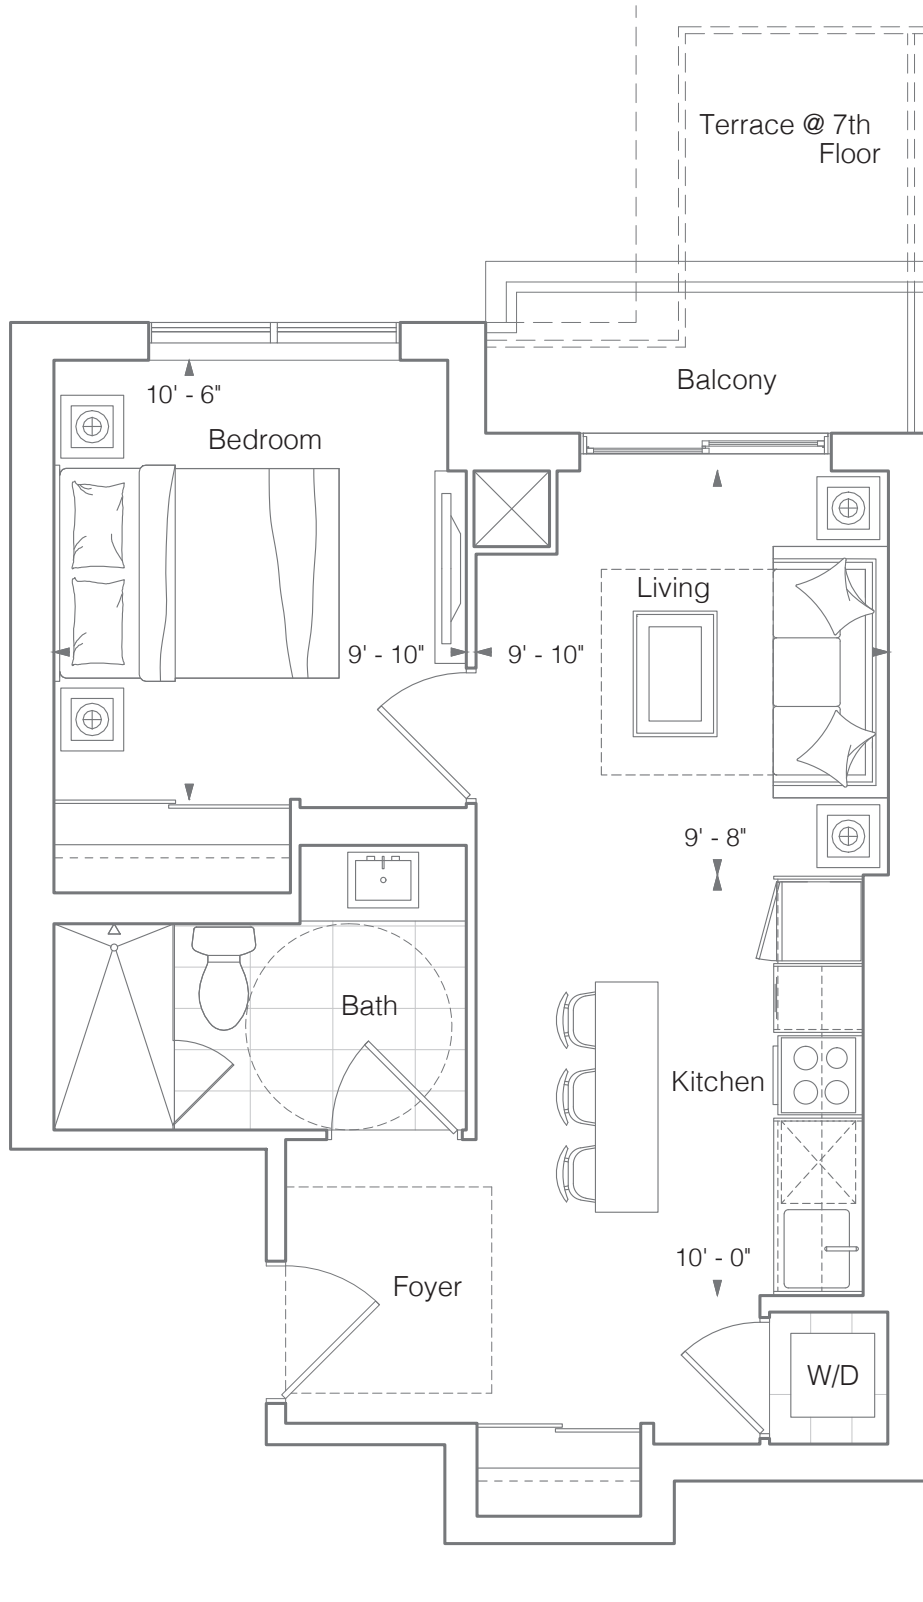 Terrace @ 7th
Floor
Balcony
10' - 6"
Bedroom
Living
9' - 10"
9' - 10"
9' - 8"
Bath
Kitchen
10' - 0"
Foyer
W/D